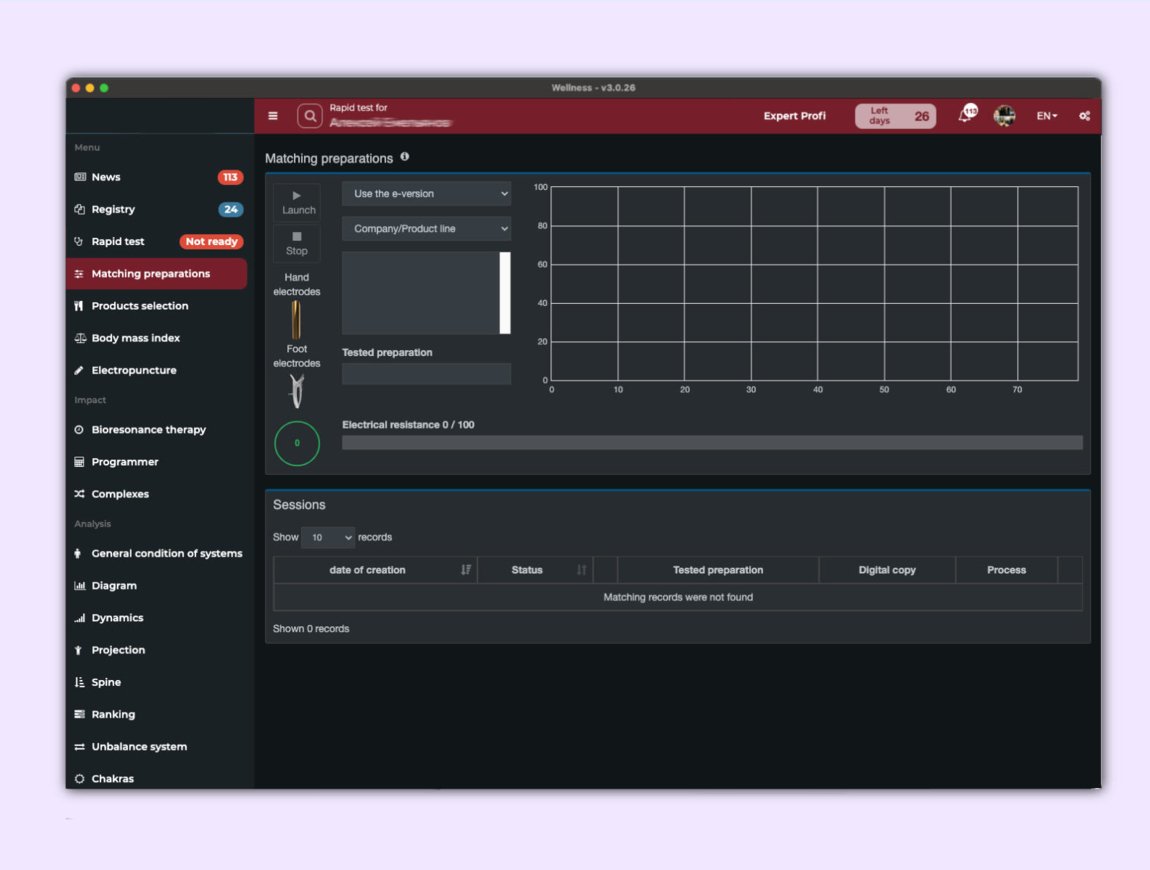 Wellness - v3.0.26
Rapid test for
Expert Profi
Left days 26
113
EN
Menu
News 113
Registry 24
Rapid test Not ready
Matching preparations
Products selection
Body mass index
Electropuncture
Impact
Bioresonance therapy
Programmer
Complexes
Analysis
General condition of systems
Diagram
Dynamics
Projection
Spine
Ranking
Unbalance system
Chakras
Matching preparations
Launch
Stop
Hand
electrodes
Foot
electrodes
0
Use the e-version
Company/Product line
Tested preparation
100
80
60
40
20
0
0 10 20 30 40 50 60 70
Electrical resistance 0 / 100
Sessions
Show 10 records
date of creation Status Tested preparation Digital copy Process
Matching records were not found
Shown 0 records